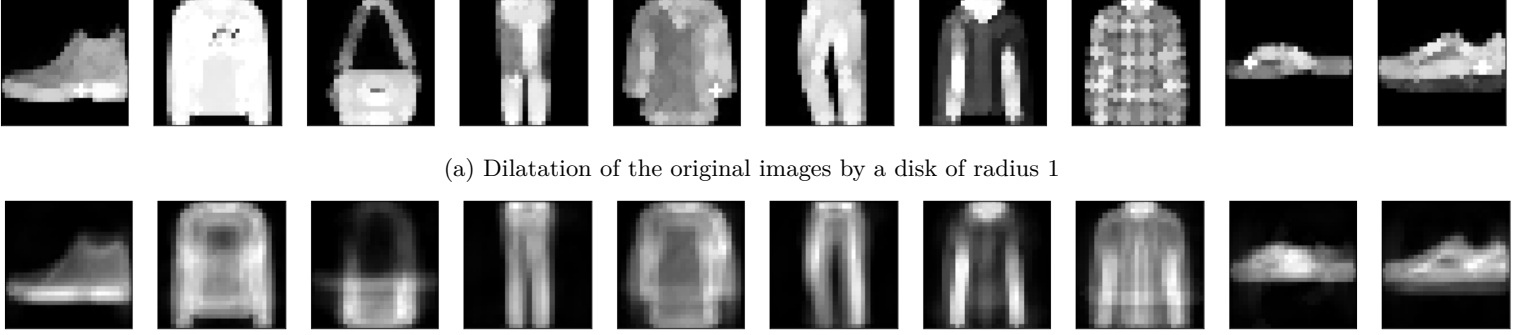 (a) Dilatation of the original images by a disk of radius 1